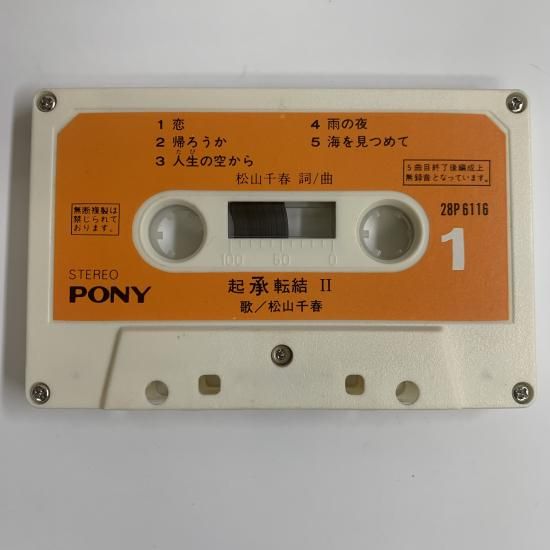 1 恋
2 帰ろうか
たび
3 人生の空から
4 雨の夜
5 海を見つめて
松山千春 詞/曲
5曲目終了後編成上
無録音となっています。
無断複製は
禁じられて
おります。
28P6116
1
100 50 0
STEREO
PONY
起承転結 II
歌/松山千春